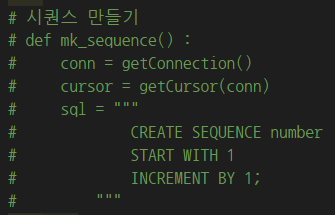 # 시퀀스 만들기
# def mk_sequence() :
#     conn = getConnection()
#     cursor = getCursor(conn)
#     sql = """
#             CREATE SEQUENCE number
#             START WITH 1
#             INCREMENT BY 1;
#         """